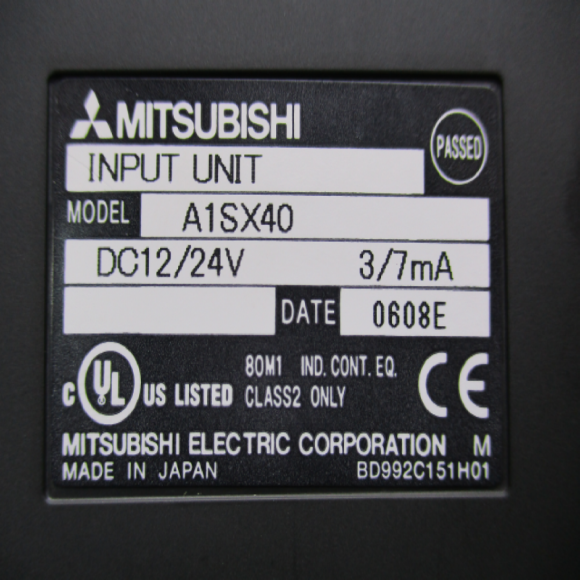 MITSUBISHI
PASSED
INPUT UNIT
MODEL A1SX40
DC12/24V 3/7mA
DATE 0608E
C UL US LISTED
80M1 IND. CONT. EQ.
CLASS2 ONLY
CE
MITSUBISHI ELECTRIC CORPORATION M
MADE IN JAPAN BD992C151H01